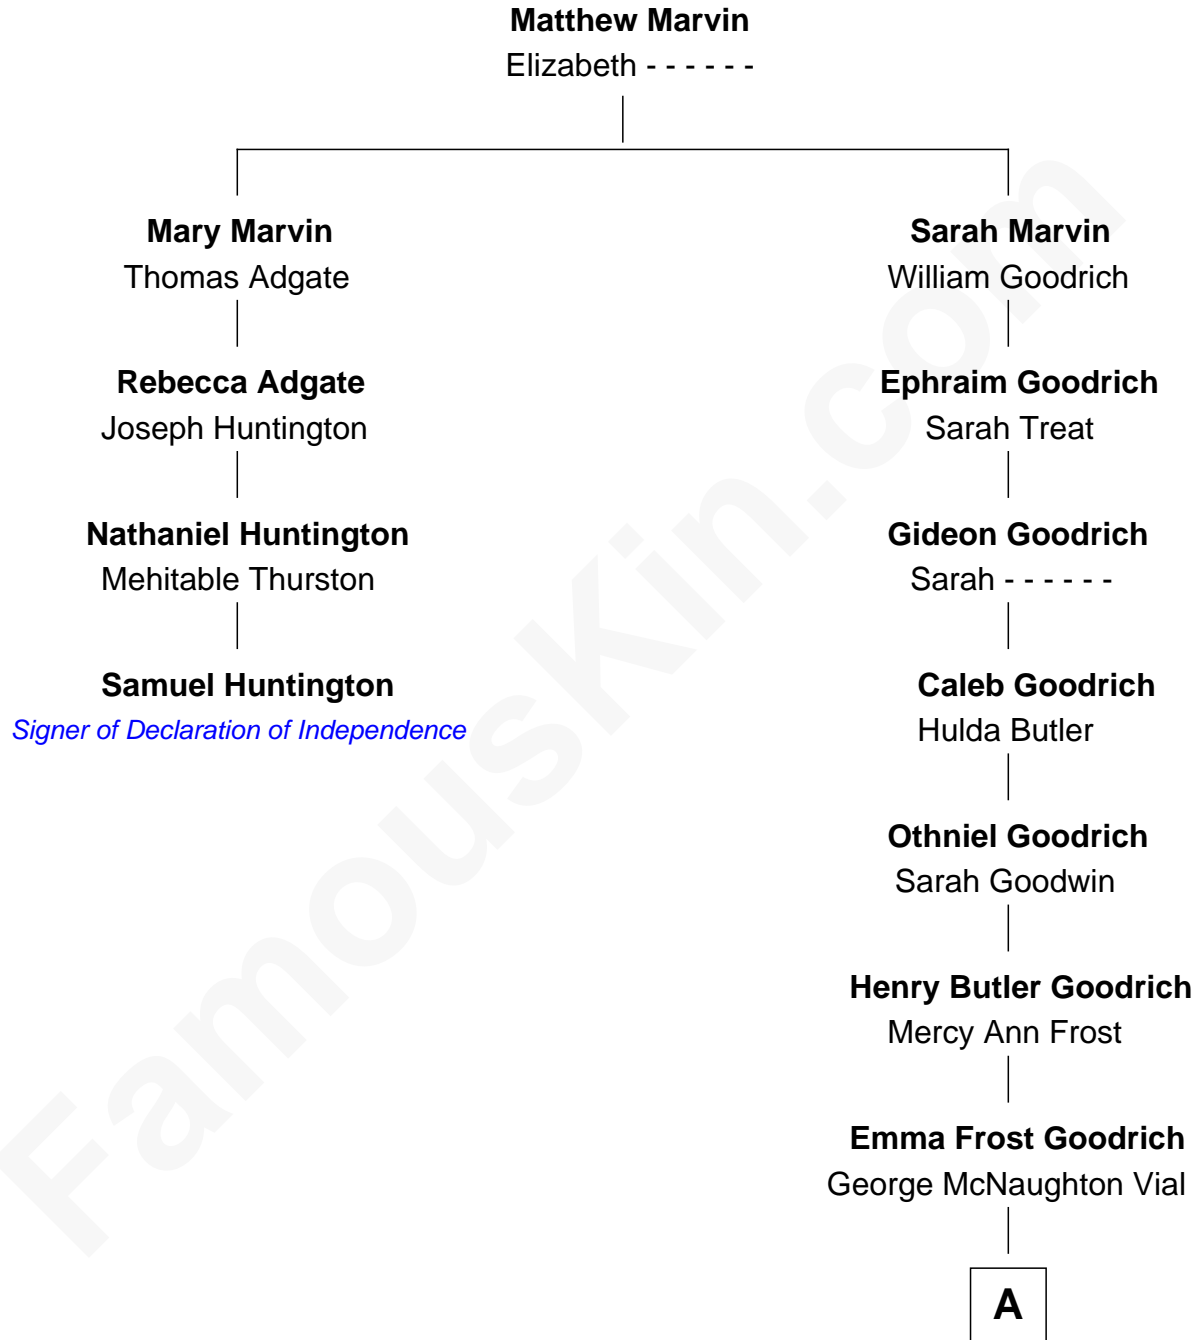 Matthew Marvin
Elizabeth - - - - - -
Mary Marvin
Thomas Adgate
Rebecca Adgate
Joseph Huntington
Nathaniel Huntington
Mehitable Thurston
Samuel Huntington
Signer of Declaration of Independence
Sarah Marvin
William Goodrich
Ephraim Goodrich
Sarah Treat
Gideon Goodrich
Sarah - - - - - -
Caleb Goodrich
Hulda Butler
Othniel Goodrich
Sarah Goodwin
Henry Butler Goodrich
Mercy Ann Frost
Emma Frost Goodrich
George McNaughton Vial
A
FamousKin.com